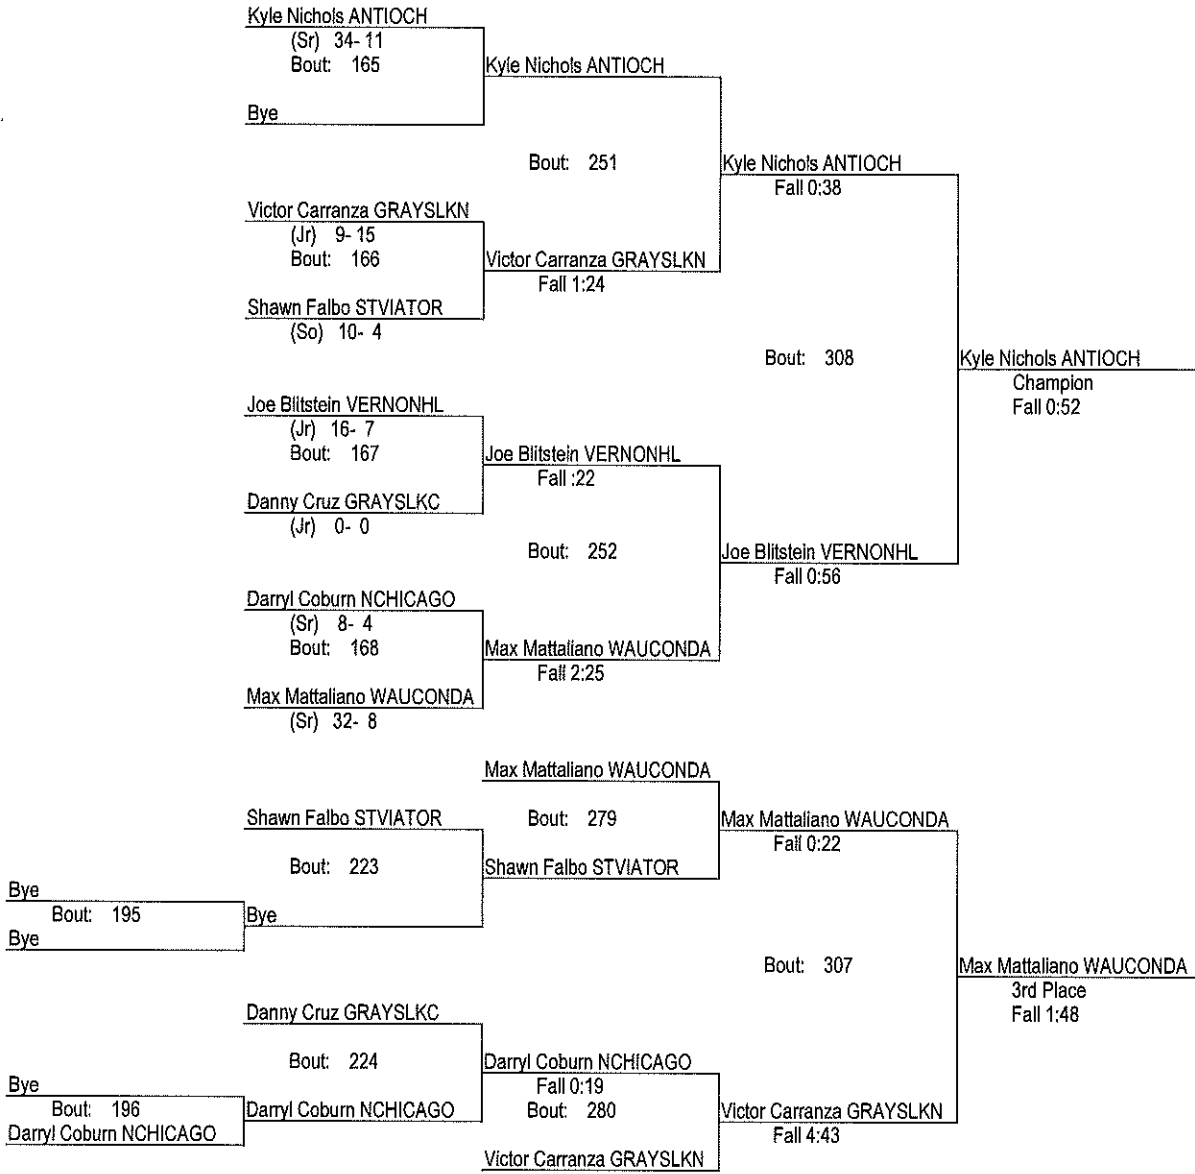 Kyle Nichols ANTIOCH
(Sr) 34- 11
Bout: 165
Kyle Nichols ANTIOCH
Bye
Bout: 251
Kyle Nichols ANTIOCH
Fall 0:38
Victor Carranza GRAYSLKN
(Jr) 9- 15
Bout: 166
Victor Carranza GRAYSLKN
Fall 1:24
Shawn Falbo STVIATOR
(So) 10- 4
Bout: 308
Kyle Nichols ANTIOCH
Champion
Fall 0:52
Joe Blitstein VERNONHL
(Jr) 16- 7
Bout: 167
Joe Blitstein VERNONHL
Fall :22
Danny Cruz GRAYSLKC
(Jr) 0- 0
Bout: 252
Joe Blitstein VERNONHL
Fall 0:56
Darryl Coburn NCHICAGO
(Sr) 8- 4
Bout: 168
Max Mattaliano WAUCONDA
Fall 2:25
Max Mattaliano WAUCONDA
(Sr) 32- 8
Max Mattaliano WAUCONDA
Shawn Falbo STVIATOR
Bout: 279
Max Mattaliano WAUCONDA
Fall 0:22
Bout: 223
Shawn Falbo STVIATOR
Bye
Bout: 195
Bye
Bye
Bout: 307
Max Mattaliano WAUCONDA
3rd Place
Fall 1:48
Danny Cruz GRAYSLKC
Bout: 224
Darryl Coburn NCHICAGO
Fall 0:19
Bye
Bout: 196
Darryl Coburn NCHICAGO
Bout: 280
Victor Carranza GRAYSLKN
Fall 4:43
Darryl Coburn NCHICAGO
Victor Carranza GRAYSLKN